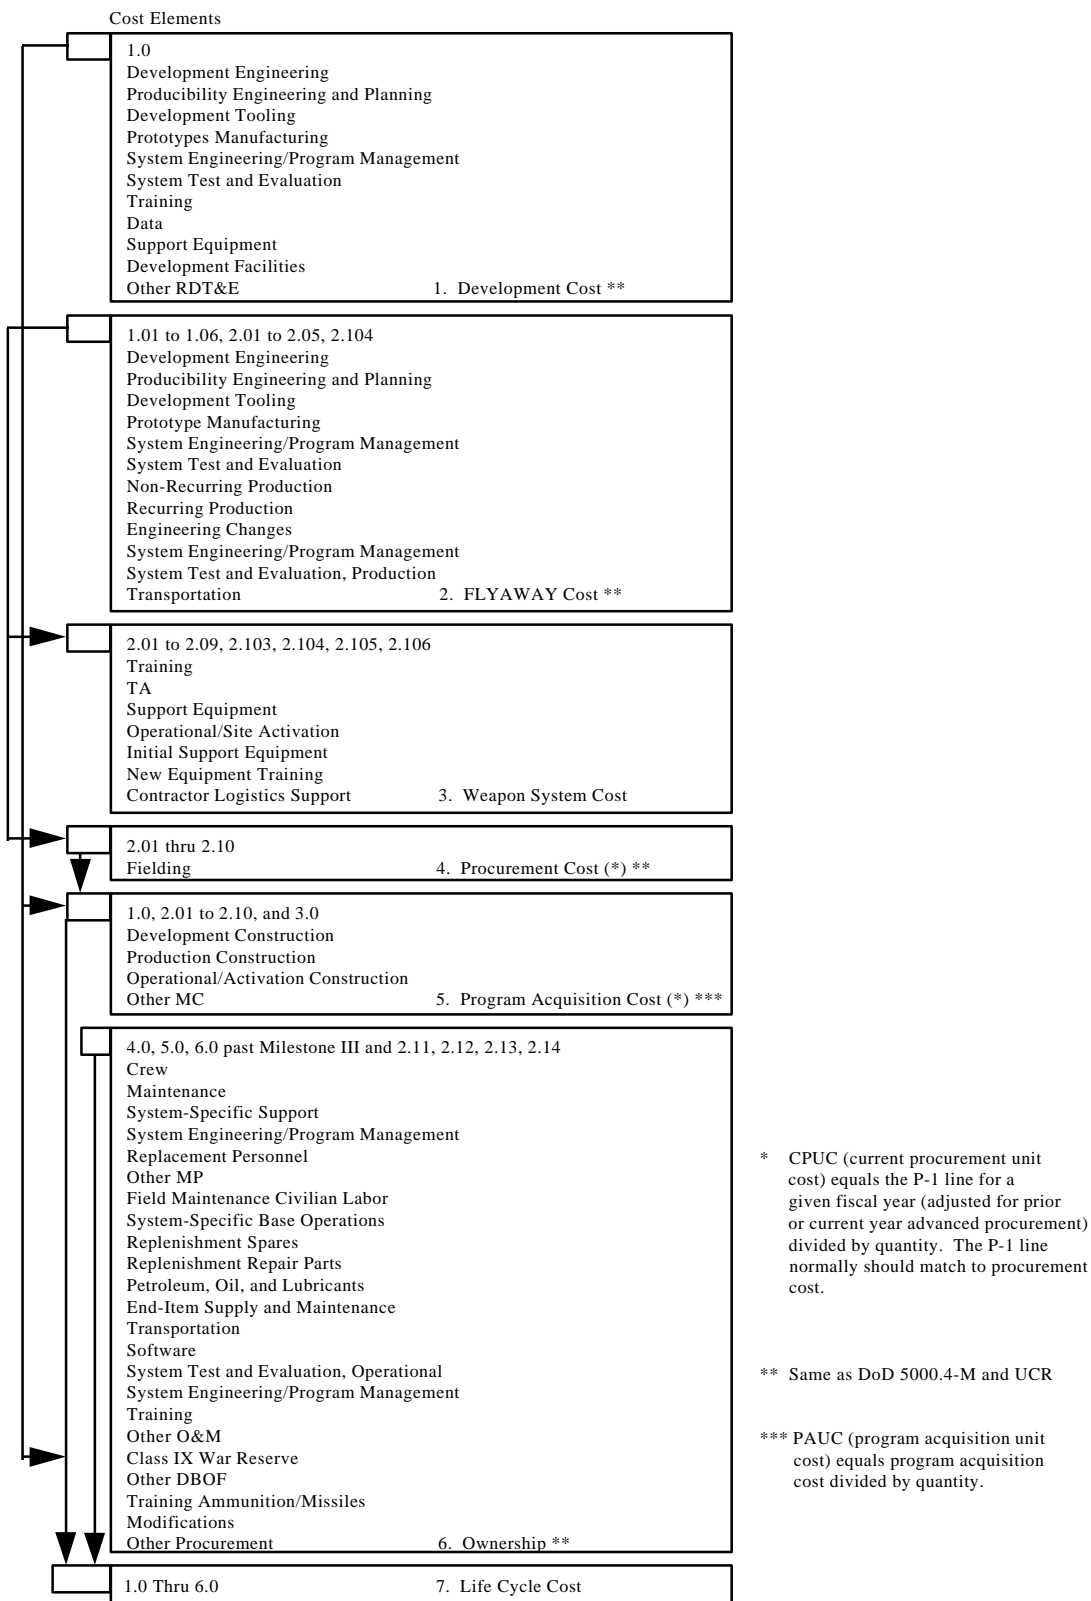 Cost Elements
1.0
Development Engineering
Producibility Engineering and Planning
Development Tooling
Prototypes Manufacturing
System Engineering/Program Management
System Test and Evaluation
Training
Data
Support Equipment
Development Facilities
Other RDT&E 1. Development Cost **
1.01 to 1.06, 2.01 to 2.05, 2.104
Development Engineering
Producibility Engineering and Planning
Development Tooling
Prototype Manufacturing
System Engineering/Program Management
System Test and Evaluation
Non-Recurring Production
Recurring Production
Engineering Changes
System Engineering/Program Management
System Test and Evaluation, Production
Transportation 2. FLYAWAY Cost **
2.01 to 2.09, 2.103, 2.104, 2.105, 2.106
Training
TA
Support Equipment
Operational/Site Activation
Initial Support Equipment
New Equipment Training
Contractor Logistics Support 3. Weapon System Cost
2.01 thru 2.10
Fielding 4. Procurement Cost (*) **
1.0, 2.01 to 2.10, and 3.0
Development Construction
Production Construction
Operational/Activation Construction
Other MC 5. Program Acquisition Cost (*) ***
4.0, 5.0, 6.0 past Milestone III and 2.11, 2.12, 2.13, 2.14
Crew
Maintenance
System-Specific Support
System Engineering/Program Management
Replacement Personnel
Other MP
Field Maintenance Civilian Labor
System-Specific Base Operations
Replenishment Spares
Replenishment Repair Parts
Petroleum, Oil, and Lubricants
End-Item Supply and Maintenance
Transportation
Software
System Test and Evaluation, Operational
System Engineering/Program Management
Training
Other O&M
Class IX War Reserve
Other DBOF
Training Ammunition/Missiles
Modifications
Other Procurement 6. Ownership **
1.0 Thru 6.0 7. Life Cycle Cost
* CPUC (current procurement unit
cost) equals the P-1 line for a
given fiscal year (adjusted for prior
or current year advanced procurement)
divided by quantity. The P-1 line
normally should match to procurement
cost.
** Same as DoD 5000.4-M and UCR
*** PAUC (program acquisition unit
cost) equals program acquisition
cost divided by quantity.